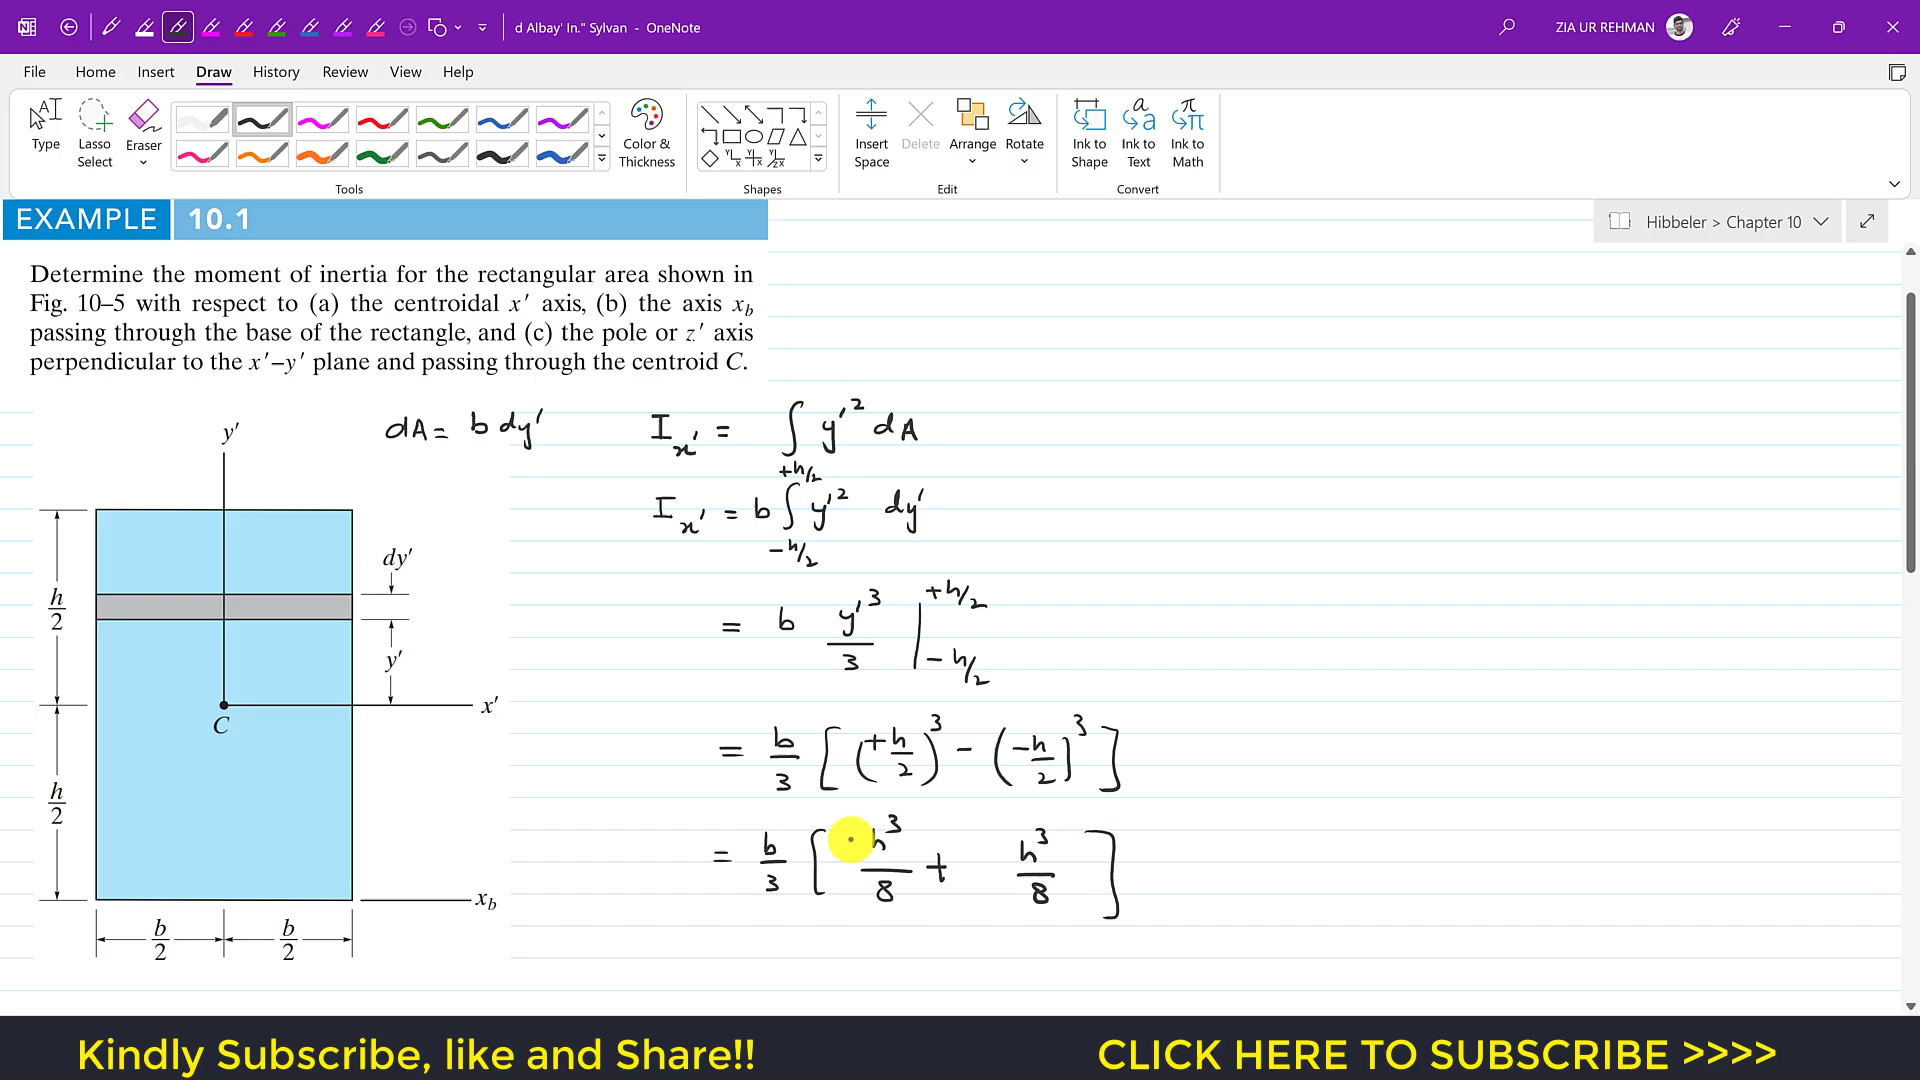 d Albay' In." Sylvan - OneNote
ZIA UR REHMAN
File Home Insert Draw History Review View Help
Type
Lasso Select
Eraser
Color & Thickness
Insert Space
Delete
Arrange
Rotate
Ink to Shape
Ink to Text
Ink to Math
Tools
Shapes
Edit
Convert
EXAMPLE 10.1
Hibbeler > Chapter 10
Determine the moment of inertia for the rectangular area shown in
Fig. 10–5 with respect to (a) the centroidal x′ axis, (b) the axis x_b
passing through the base of the rectangle, and (c) the pole or z′ axis
perpendicular to the x′–y′ plane and passing through the centroid C.
y′
dA = b dy'
I_x' = ∫ y'² dA
I_x' = b ∫_{-h/2}^{+h/2} y'² dy'
= b y'³/3 |_{-h/2}^{+h/2}
= b/3 [ (+h/2)³ - (-h/2)³ ]
= b/3 [ h³/8 + h³/8 ]
dy′
h/2
y′
x′
C
h/2
x_b
b/2 b/2
Kindly Subscribe, like and Share!!
CLICK HERE TO SUBSCRIBE >>>>